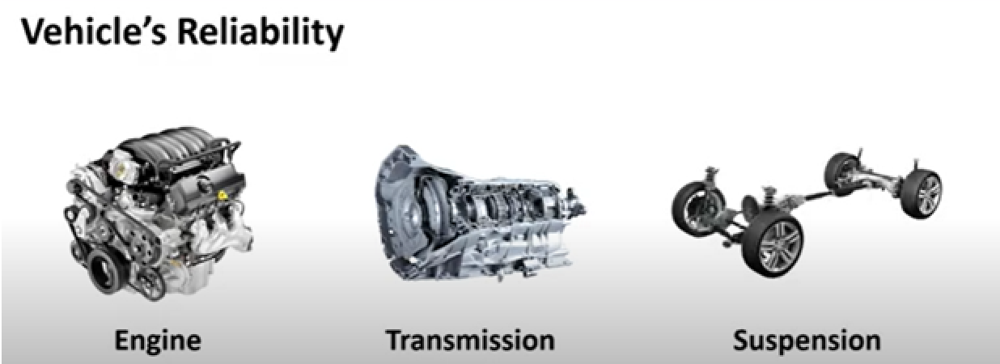 Vehicle's Reliability
Engine
Transmission
Suspension